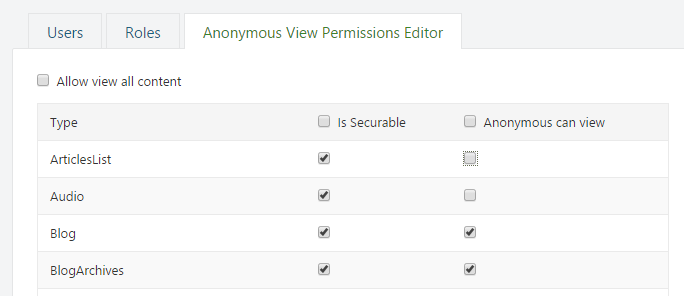 Users Roles Anonymous View Permissions Editor
Allow view all content
Type Is Securable Anonymous can view
ArticlesList
Audio
Blog
BlogArchives